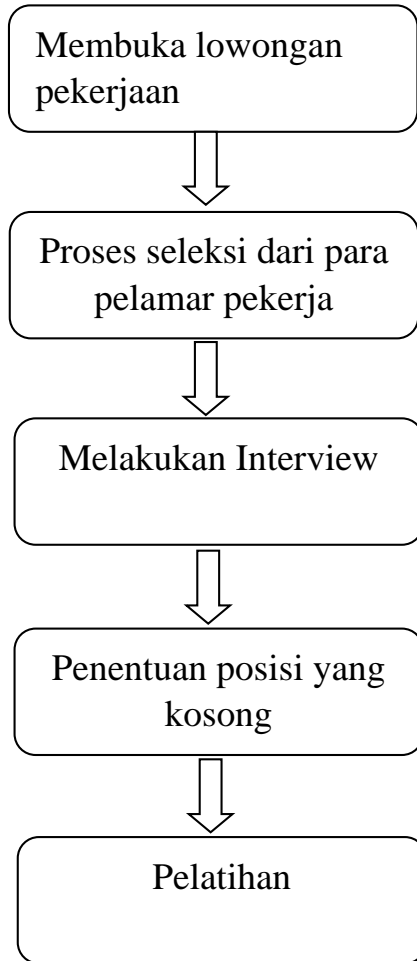 Membuka lowongan
pekerjaan
Proses seleksi dari para
pelamar pekerja
Melakukan Interview
Penentuan posisi yang
kosong
Pelatihan